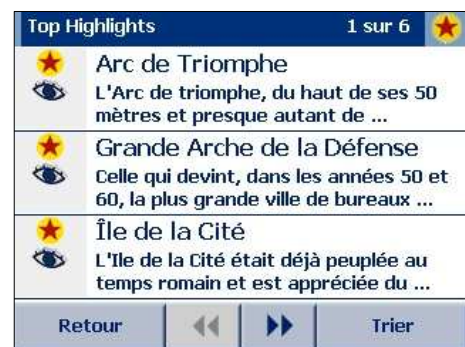 Top Highlights 1 sur 6
Arc de Triomphe
L'Arc de triomphe, du haut de ses 50
mètres et presque autant de ...
Grande Arche de la Défense
Celle qui devint, dans les années 50 et
60, la plus grande ville de bureaux ...
Île de la Cité
L'Ile de la Cité était déjà peuplée au
temps romain et est appréciée du ...
Retour Trier